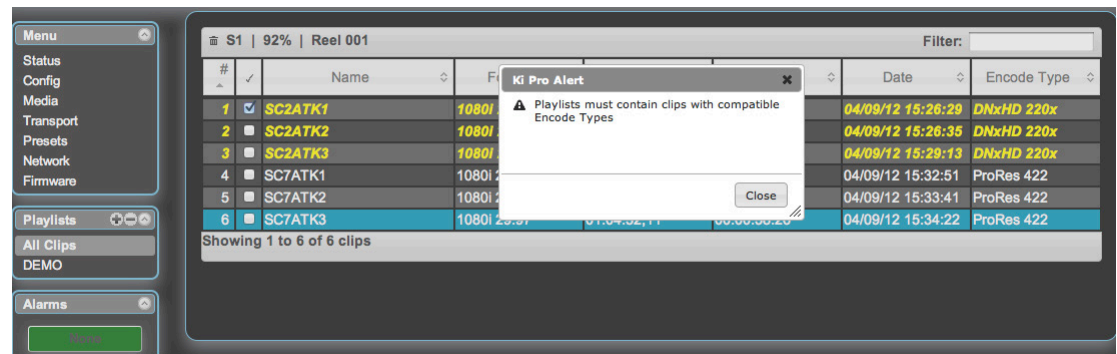 Menu
Status
Config
Media
Transport
Presets
Network
Firmware
Playlists
All Clips
DEMO
Alarms
None
S1 | 92% | Reel 001
Filter:
# Name Date Encode Type
Ki Pro Alert
Playlists must contain clips with compatible
Encode Types
Close
1 SC2ATK1 1080i 04/09/12 15:26:29 DNxHD 220x
2 SC2ATK2 1080i 04/09/12 15:26:35 DNxHD 220x
3 SC2ATK3 1080i 04/09/12 15:29:13 DNxHD 220x
4 SC7ATK1 1080i 04/09/12 15:32:51 ProRes 422
5 SC7ATK2 1080i 04/09/12 15:33:41 ProRes 422
6 SC7ATK3 1080i 29.97 04/09/12 15:34:22 ProRes 422
Showing 1 to 6 of 6 clips